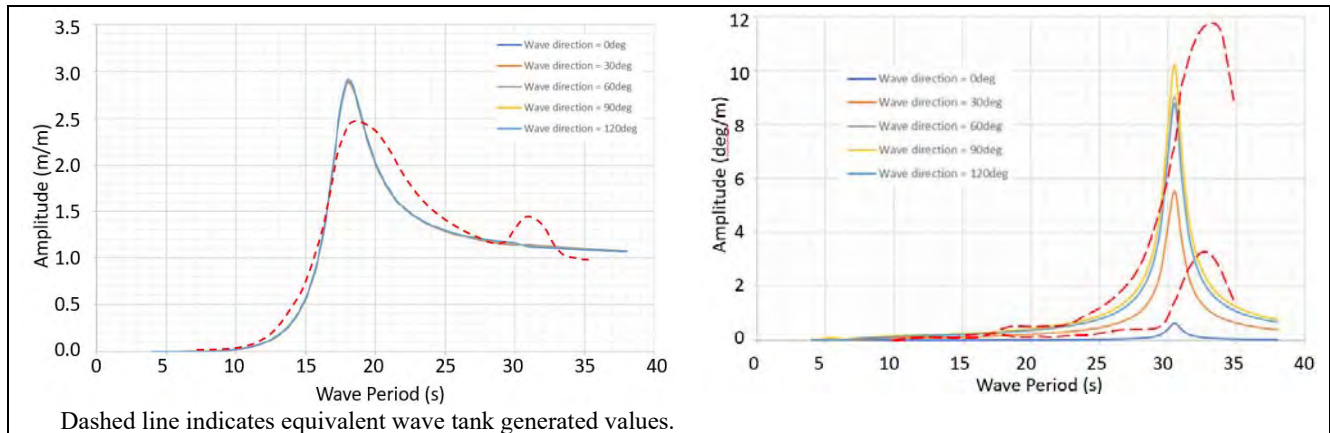 3.5
3.0
2.5
2.0
1.5
1.0
0.5
0.0
Amplitude (m/m)
Wave direction = 0deg
Wave direction = 30deg
Wave direction = 60deg
Wave direction = 90deg
Wave direction = 120deg
0 5 10 15 20 25 30 35 40
Wave Period (s)
12
10
8
6
4
2
0
Amplitude (deg/m)
Wave direction = 0deg
Wave direction = 30deg
Wave direction = 60deg
Wave direction = 90deg
Wave direction = 120deg
0 5 10 15 20 25 30 35 40
Wave Period (s)
Dashed line indicates equivalent wave tank generated values.